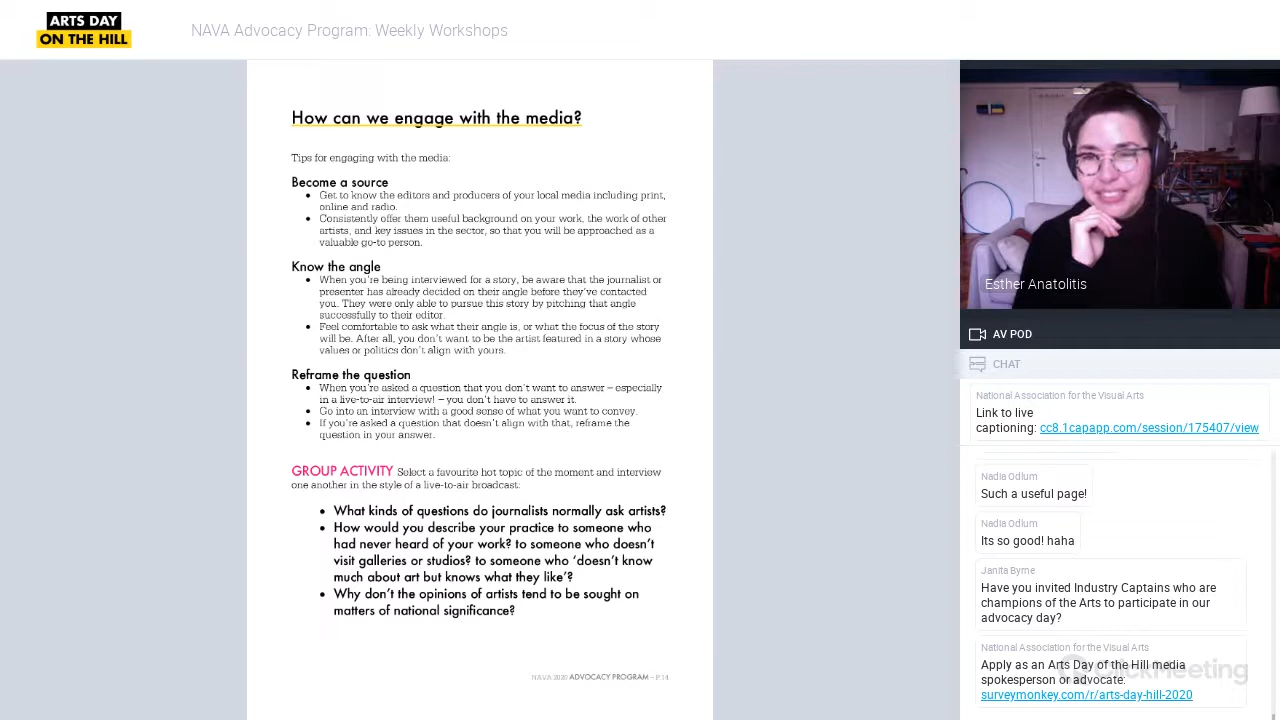 ARTS DAY
ON THE HILL
NAVA Advocacy Program: Weekly Workshops
How can we engage with the media?
Tips for engaging with the media:
Become a source
• Get to know the editors and producers of your local media including print,
online and radio.
• Consistently offer them useful background on your work, the work of other
artists, and key issues in the sector, so that you will be approached as a
valuable go-to person.
Know the angle
• When you're being interviewed for a story, be aware that the journalist or
presenter has already decided on their angle before they've contacted
you. They were only able to pursue this story by pitching that angle
successfully to their editor.
• Feel comfortable to ask what their angle is, or what the focus of the story
will be. After all, you don't want to be the artist featured in a story whose
values or politics don't align with yours.
Reframe the question
• When you're asked a question that you don't want to answer – especially
in a live-to-air interview! – you don't have to answer it.
• Go into an interview with a good sense of what you want to convey.
• If you're asked a question that doesn't align with that, reframe the
question in your answer.
GROUP ACTIVITY Select a favourite hot topic of the moment and interview
one another in the style of a live-to-air broadcast:
• What kinds of questions do journalists normally ask artists?
• How would you describe your practice to someone who
had never heard of your work? to someone who doesn't
visit galleries or studios? to someone who 'doesn't know
much about art but knows what they like'?
• Why don't the opinions of artists tend to be sought on
matters of national significance?
NAVA 2020 ADVOCACY PROGRAM – P.14
Esther Anatolitis
AV POD
CHAT
National Association for the Visual Arts
Link to live
captioning: cc8.1capapp.com/session/175407/view
Nadia Odlum
Such a useful page!
Nadia Odlum
Its so good! haha
Janita Byrne
Have you invited Industry Captains who are
champions of the Arts to participate in our
advocacy day?
National Association for the Visual Arts
Apply as an Arts Day of the Hill media
spokesperson or advocate:
surveymonkey.com/r/arts-day-hill-2020
ClickMeeting